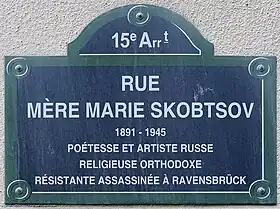 15e Arrt
RUE
MÈRE MARIE SKOBTSOV
1891 - 1945
POÉTESSE ET ARTISTE RUSSE
RELIGIEUSE ORTHODOXE
RÉSISTANTE ASSASSINÉE À RAVENSBRÜCK